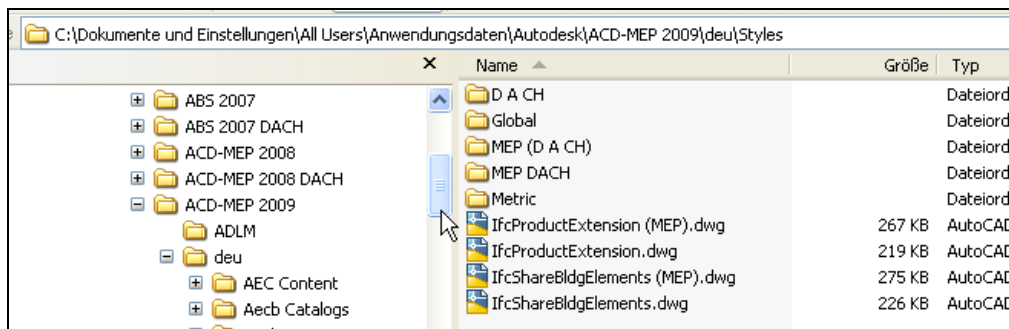 C:\Dokumente und Einstellungen\All Users\Anwendungsdaten\Autodesk\ACD-MEP 2009\deu\Styles
ABS 2007
ABS 2007 DACH
ACD-MEP 2008
ACD-MEP 2008 DACH
ACD-MEP 2009
ADLM
deu
AEC Content
Aecb Catalogs
Name Größe Typ
D A CH Dateiord
Global Dateiord
MEP (D A CH) Dateiord
MEP DACH Dateiord
Metric Dateiord
IfcProductExtension (MEP).dwg 267 KB AutoCAD
IfcProductExtension.dwg 219 KB AutoCAD
IfcShareBldgElements (MEP).dwg 275 KB AutoCAD
IfcShareBldgElements.dwg 226 KB AutoCAD